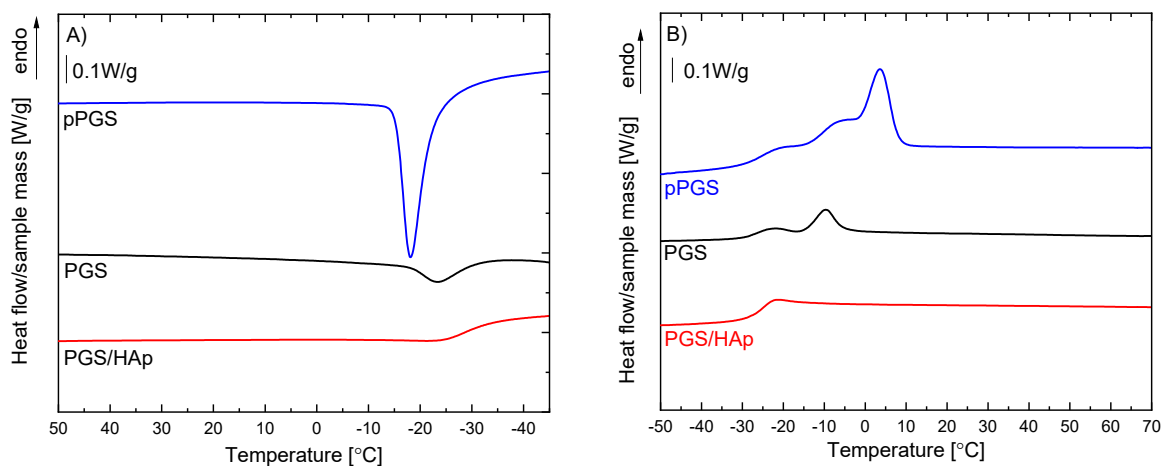 A)
endo
0.1W/g
Heat flow/sample mass [W/g]
pPGS
PGS
PGS/HAp
50 40 30 20 10 0 -10 -20 -30 -40
Temperature [°C]
B)
endo
0.1W/g
Heat flow/sample mass [W/g]
pPGS
PGS
PGS/HAp
-50 -40 -30 -20 -10 0 10 20 30 40 50 60 70
Temperature [°C]